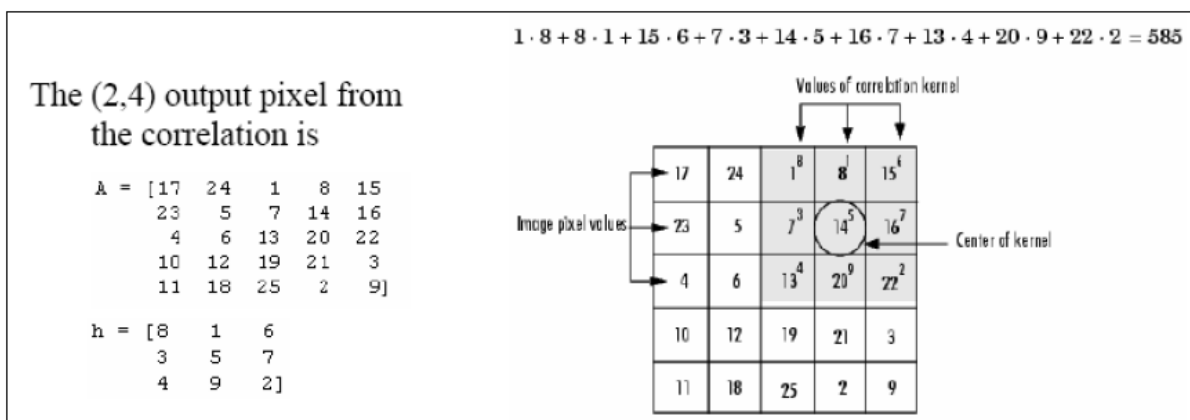 1 · 8 + 8 · 1 + 15 · 6 + 7 · 3 + 14 · 5 + 16 · 7 + 13 · 4 + 20 · 9 + 22 · 2 = 585
The (2,4) output pixel from
the correlation is
A = [17 24 1 8 15
23 5 7 14 16
4 6 13 20 22
10 12 19 21 3
11 18 25 2 9]
h = [8 1 6
3 5 7
4 9 2]
Values of correlation kernel
Image pixel values
Center of kernel
17 24 1 8 8 1 15 6
23 5 7 3 14 5 16 7
4 6 13 4 20 9 22 2
10 12 19 21 3
11 18 25 2 9